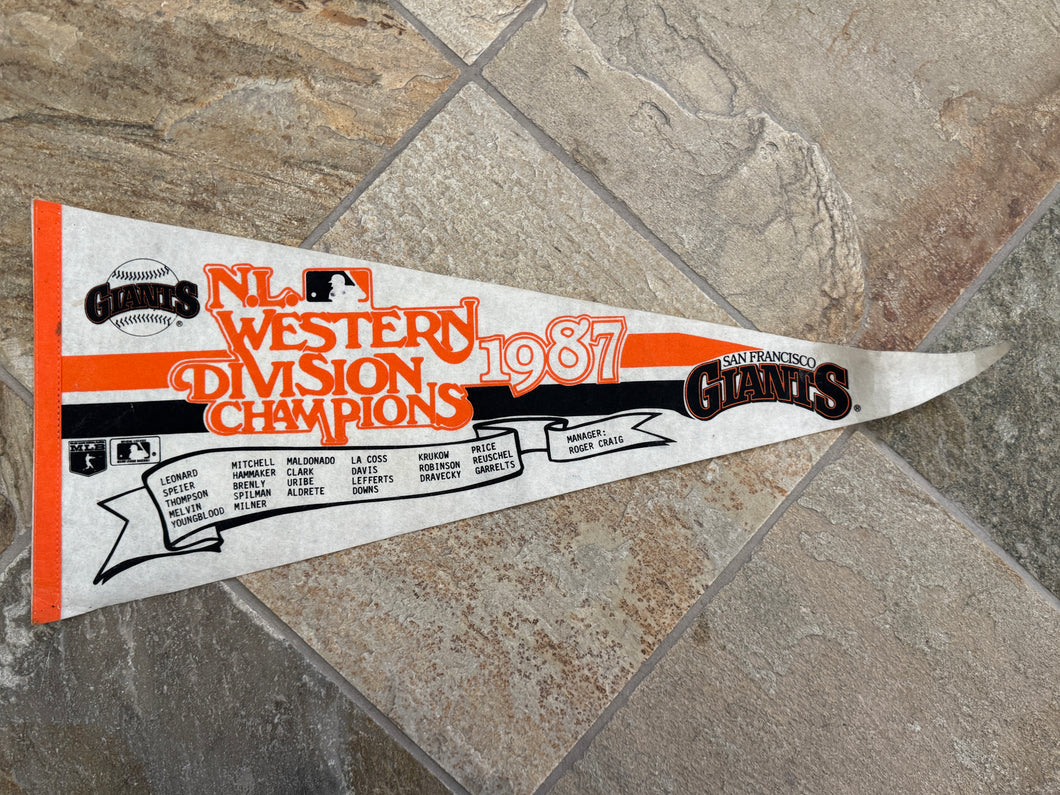 GIANTS
®
N.L.
WESTERN
DIVISION
CHAMPIONS
1987
SAN FRANCISCO
GIANTS
®
MLB
LEONARD
SPEIER
THOMPSON
MELVIN
YOUNGBLOOD
MITCHELL
HAMMAKER
BRENLY
SPILMAN
MILNER
MALDONADO
CLARK
URIBE
ALDRETE
LA COSS
DAVIS
LEFFERTS
DOWNS
KRUKOW
ROBINSON
DRAVECKY
PRICE
REUSCHEL
GARRELTS
MANAGER:
ROGER CRAIG